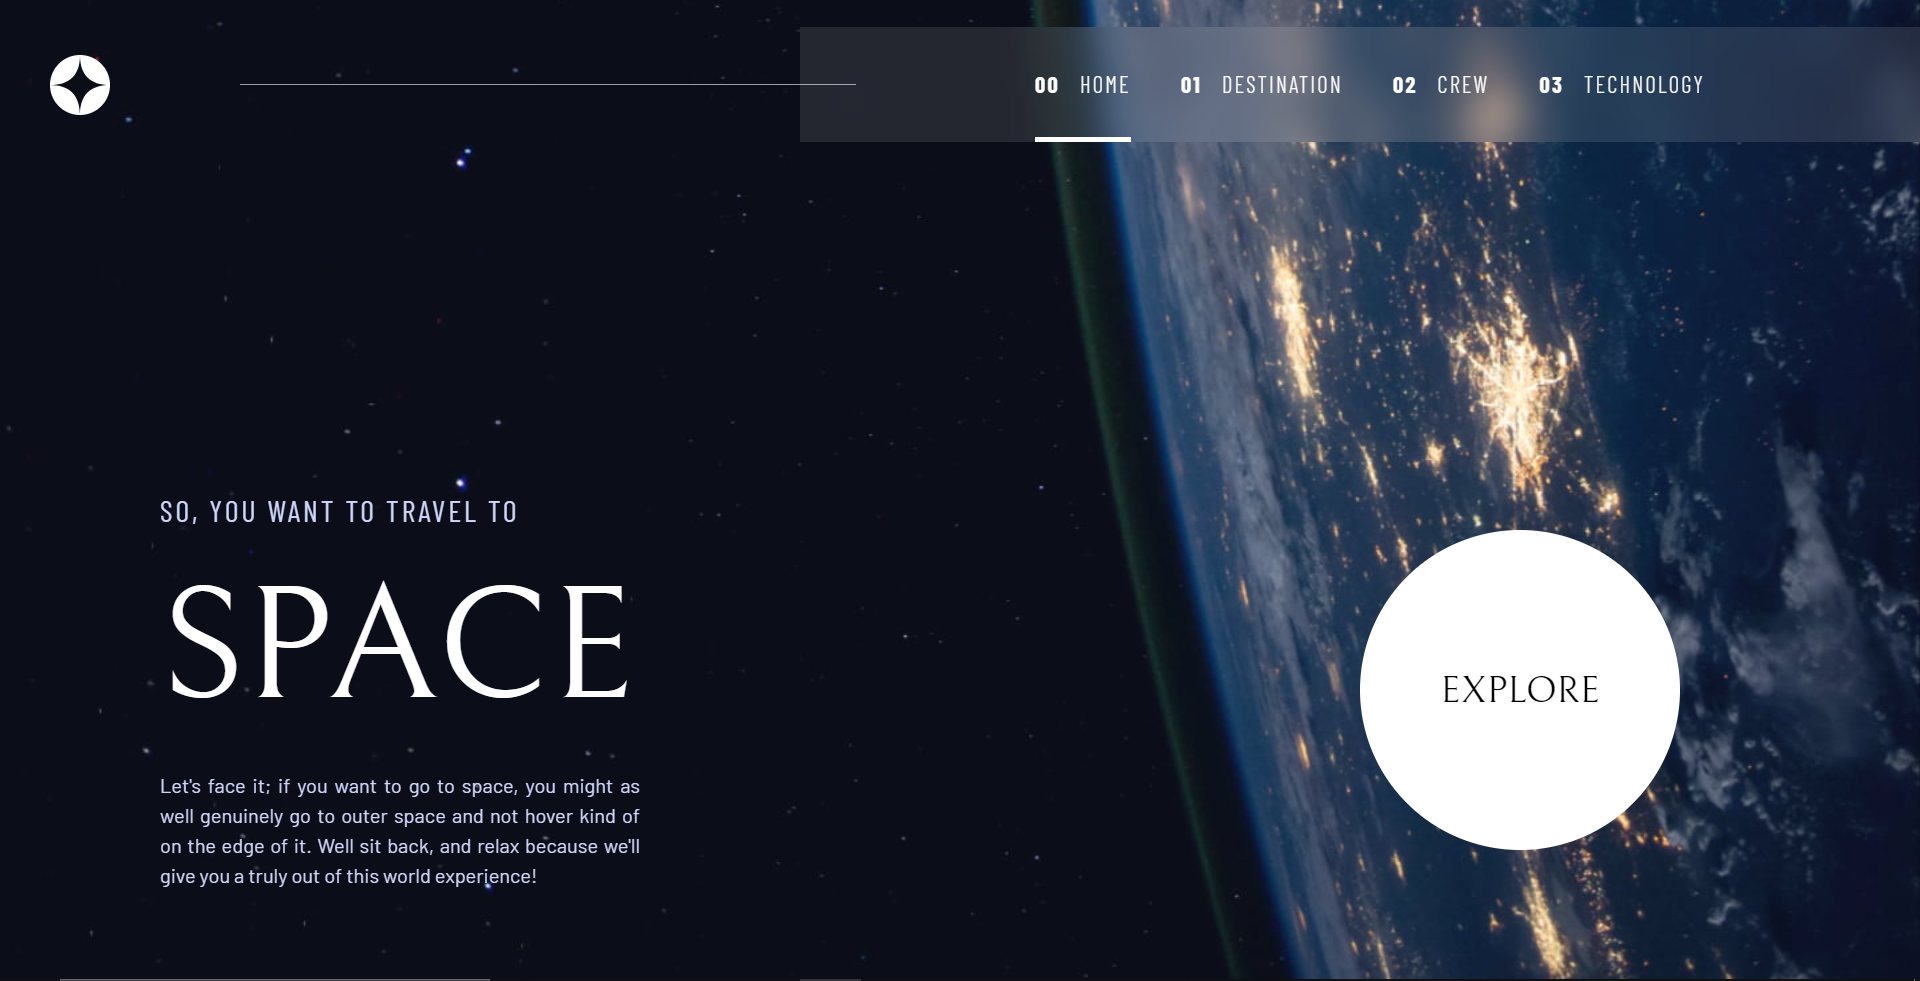 00 HOME 01 DESTINATION 02 CREW 03 TECHNOLOGY
SO, YOU WANT TO TRAVEL TO
SPACE
Let's face it; if you want to go to space, you might as
well genuinely go to outer space and not hover kind of
on the edge of it. Well sit back, and relax because we'll
give you a truly out of this world experience!
EXPLORE